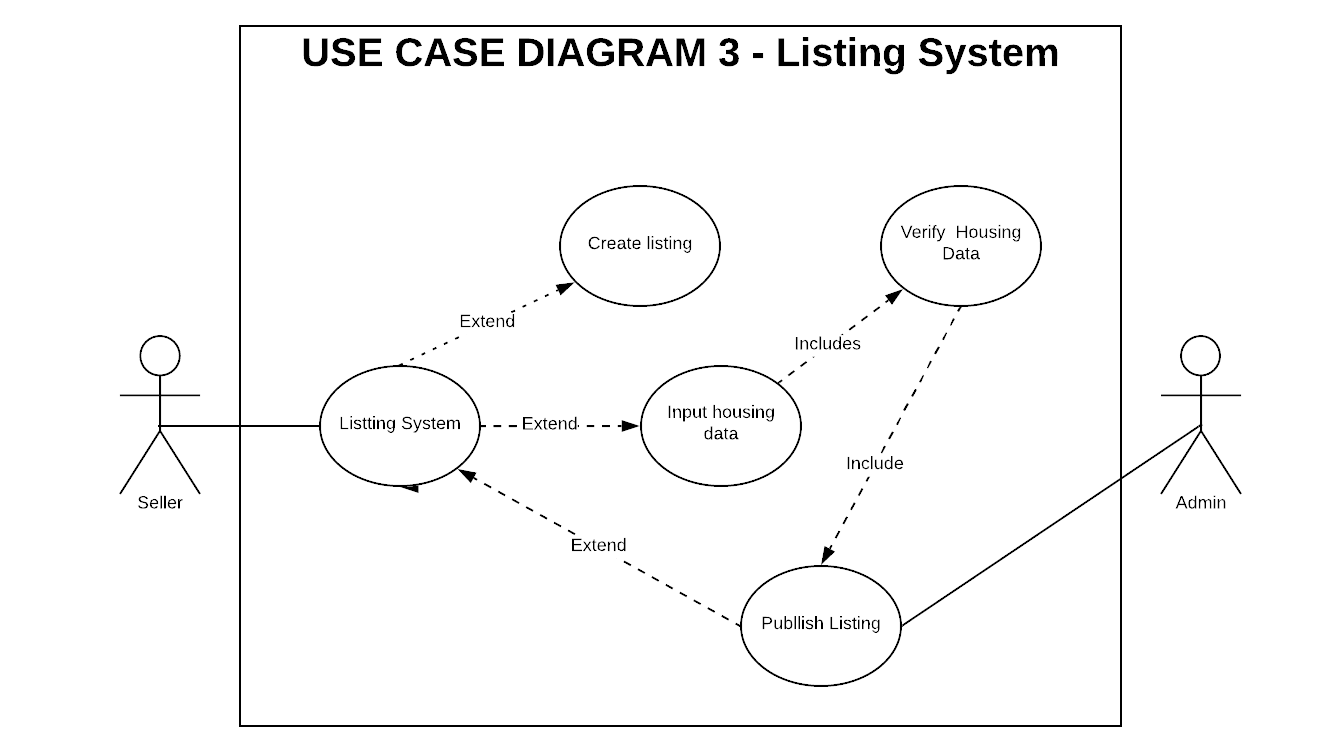 USE CASE DIAGRAM 3 - Listing System
Create listing
Verify  Housing
Data
Extend
Includes
Listting System
Extend
Input housing
data
Include
Seller
Admin
Extend
Publlish Listing